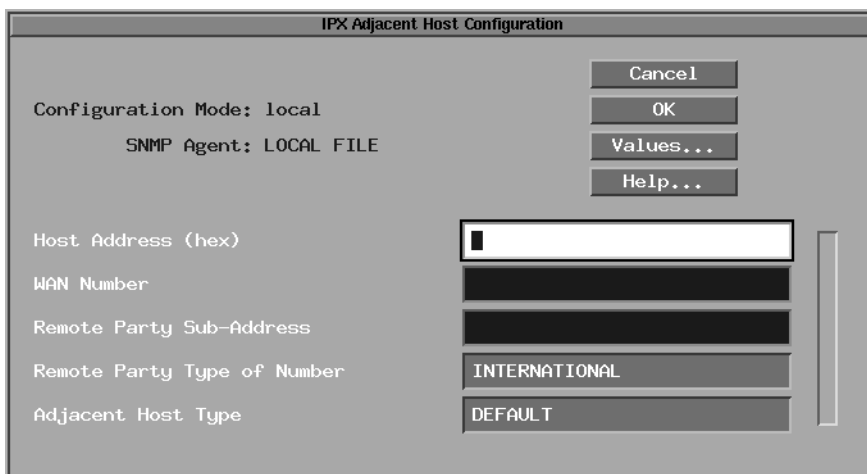 IPX Adjacent Host Configuration
Cancel
Configuration Mode: local
OK
SNMP Agent: LOCAL FILE
Values...
Help...
Host Address (hex)
WAN Number
Remote Party Sub-Address
Remote Party Type of Number
INTERNATIONAL
Adjacent Host Type
DEFAULT